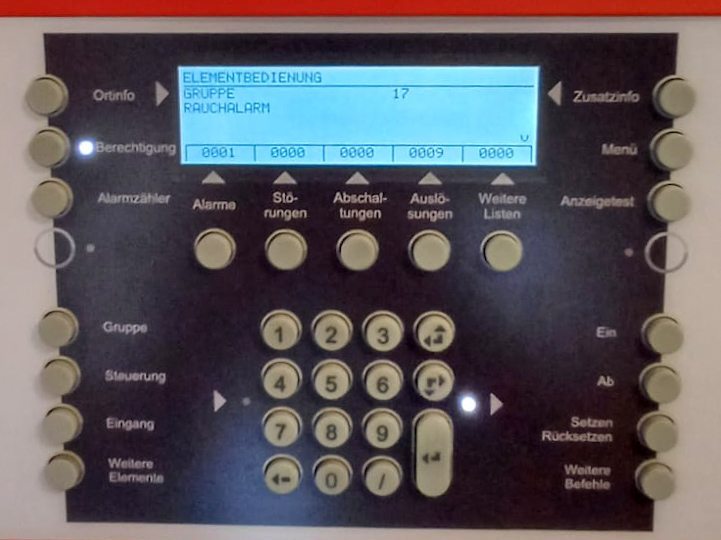 ELEMENTBEDIENUNG
GRUPPE 17
RAUCHALARM
0001 0000 0000 0009 0000
Ortinfo
Zusatzinfo
Berechtigung
Menü
Alarmzähler
Anzeigetest
Alarme
Stö-
rungen
Abschal-
tungen
Auslö-
sungen
Weitere
Listen
Gruppe
1 2 3
Ein
Steuerung
4 5 6
Ab
Eingang
7 8 9
Setzen
Rücksetzen
Weitere
Elemente
0 /
Weitere
Befehle